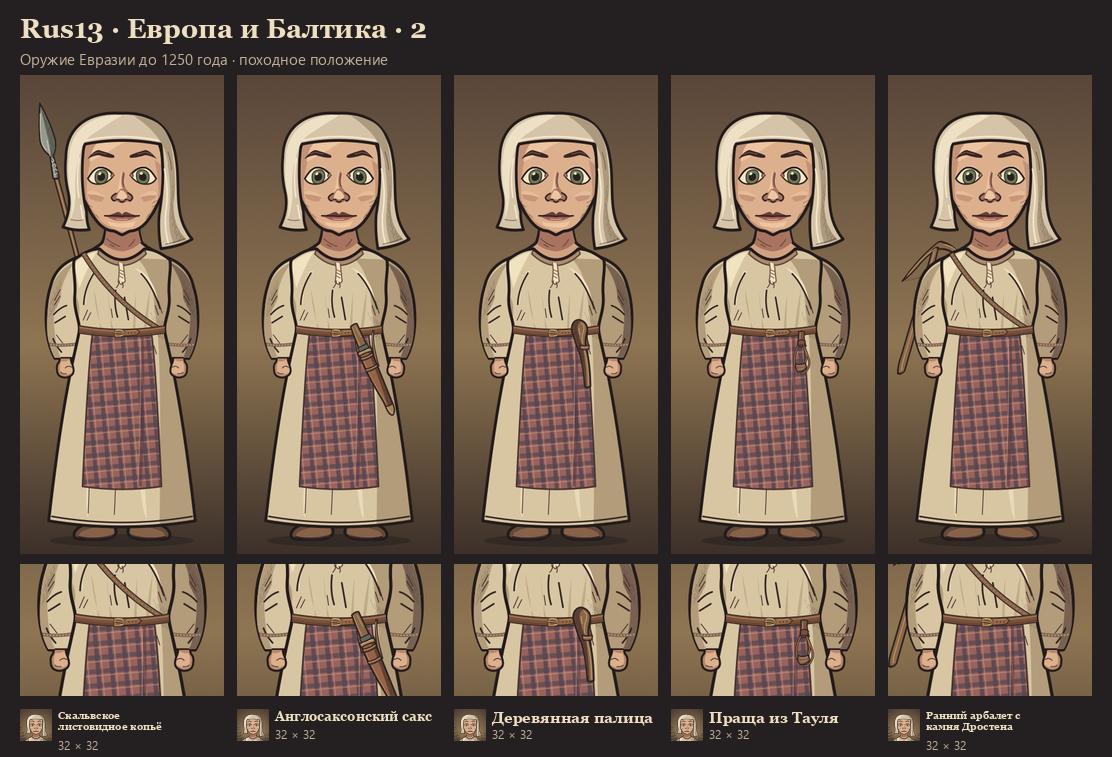 Rus13 · Европа и Балтика · 2
Оружие Евразии до 1250 года · походное положение
Скальвское
листовидное копьё
32 × 32
Англосаксонский сакс
32 × 32
Деревянная палица
32 × 32
Праща из Тауля
32 × 32
Ранний арбалет с
камня Дростена
32 × 32